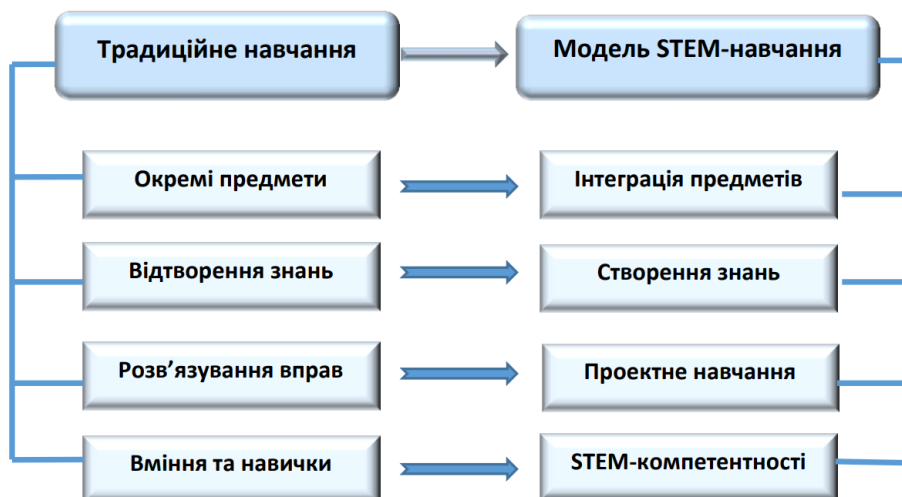 Традиційне навчання
Модель STEM-навчання
Окремі предмети
Інтеграція предметів
Відтворення знань
Створення знань
Розв’язування вправ
Проектне навчання
Вміння та навички
STEM-компетентності